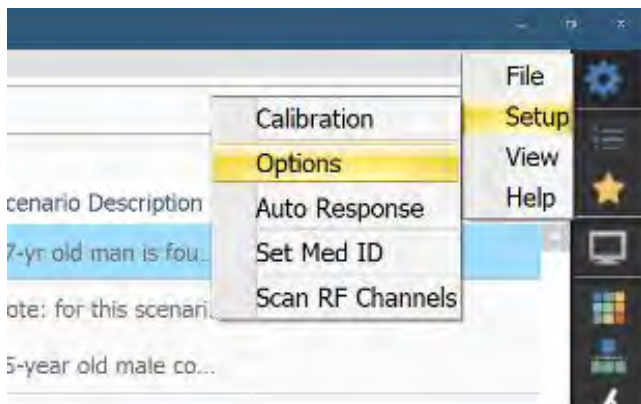 File
Setup
View
Help
Calibration
Options
Auto Response
Set Med ID
Scan RF Channels
cenario Description
7-yr old man is fou...
ote: for this scenari...
5-year old male co...